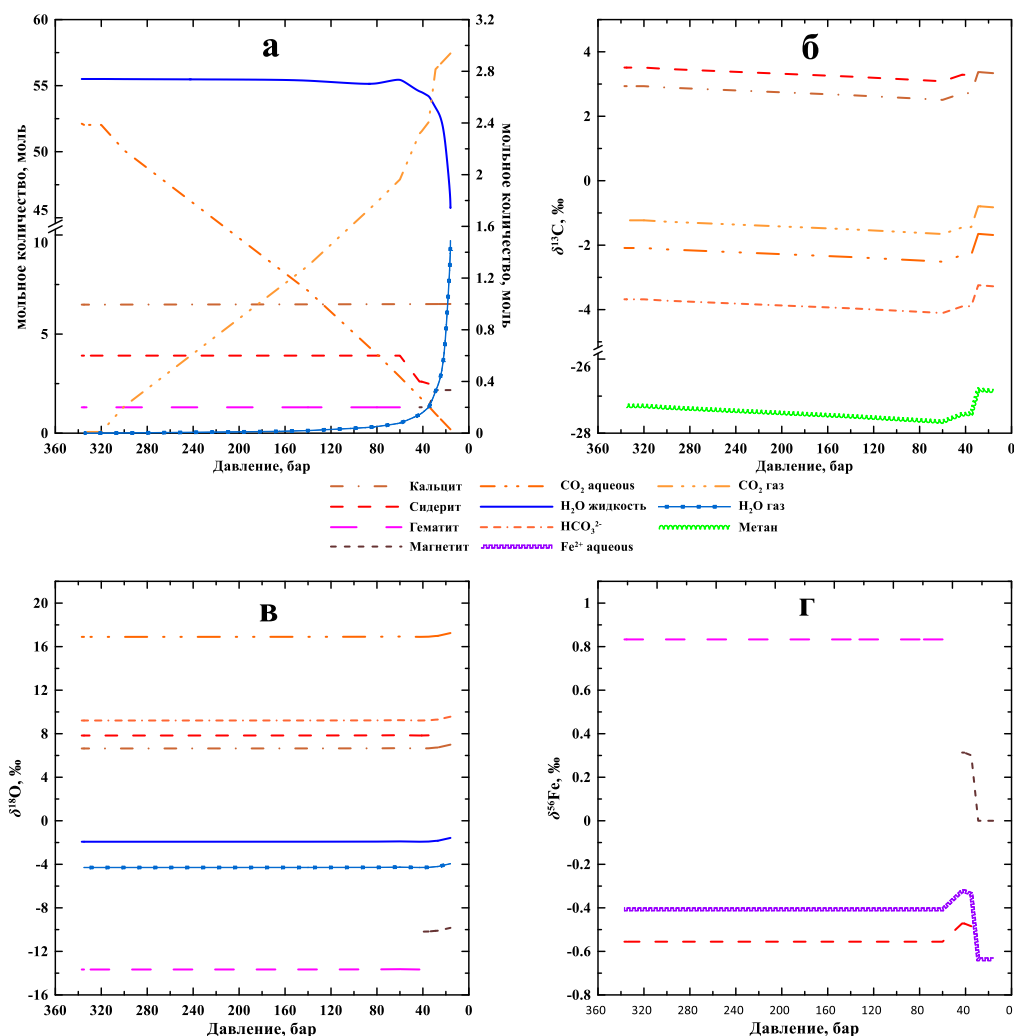 а
60
55
50
45
10
5
0
мольное количество, моль
3.2
2.8
2.4
2
1.6
1.2
0.8
0.4
0
мольное количество, моль
360 320 280 240 200 160 120 80 40 0
Давление, бар
б
4
2
0
-2
-4
-26
-28
δ¹³C, ‰
360 320 280 240 200 160 120 80 40 0
Давление, бар
Кальцит
CO₂ aqueous
CO₂ газ
Сидерит
H₂O жидкость
H₂O газ
Гематит
HCO₃²⁻
Метан
Магнетит
Fe²⁺ aqueous
в
20
16
12
8
4
0
-4
-8
-12
-16
δ¹⁸O, ‰
360 320 280 240 200 160 120 80 40 0
Давление, бар
г
1
0.8
0.6
0.4
0.2
0
-0.2
-0.4
-0.6
-0.8
δ⁵⁶Fe, ‰
360 320 280 240 200 160 120 80 40 0
Давление, бар